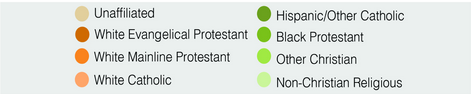 Unaffiliated
White Evangelical Protestant
White Mainline Protestant
White Catholic
Hispanic/Other Catholic
Black Protestant
Other Christian
Non-Christian Religious